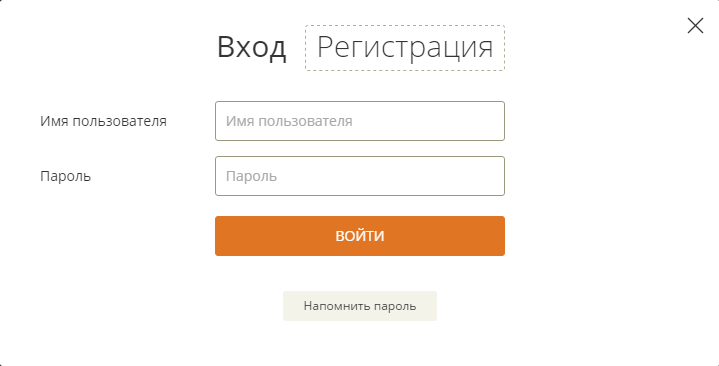 Вход Регистрация
Имя пользователя Имя пользователя
Пароль Пароль
ВОЙТИ
Напомнить пароль